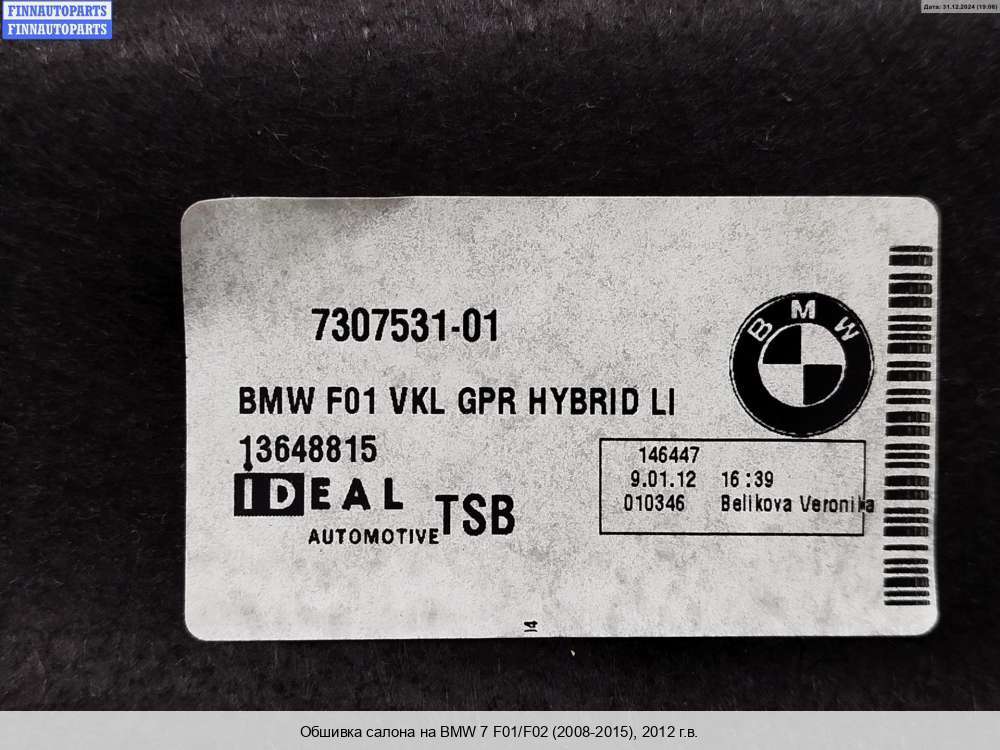 FINNAUTOPARTS
FINNAUTOPARTS
Дата: 31.12.2024 (19:06)
7307531-01
BMW
BMW F01 VKL GPR HYBRID LI
13648815
IDEAL
AUTOMOTIVE
TSB
146447
9.01.12 16:39
010346 Belikova Veronika
14
Обшивка салона на BMW 7 F01/F02 (2008-2015), 2012 г.в.